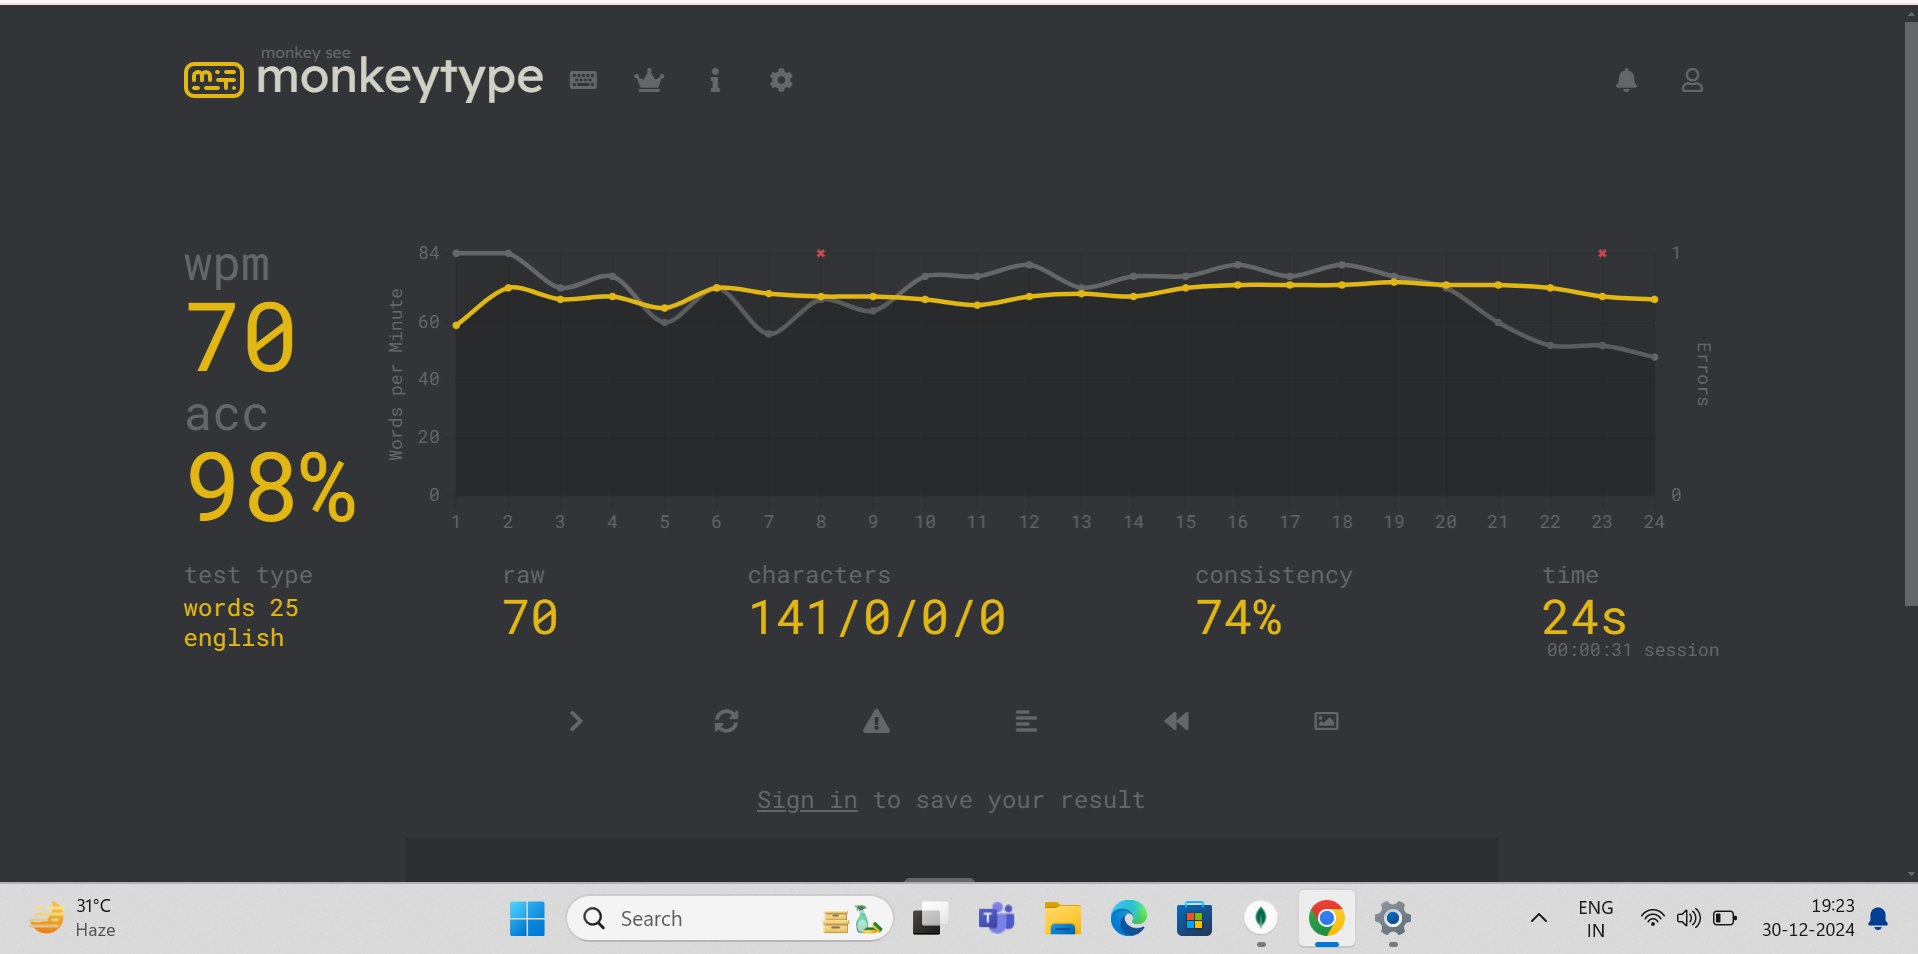 monkey see
monkeytype
wpm
70
acc
98%
Words per Minute
84
60
40
20
0
1 2 3 4 5 6 7 8 9 10 11 12 13 14 15 16 17 18 19 20 21 22 23 24
1
0
Errors
test type
words 25
english
raw
70
characters
141/0/0/0
consistency
74%
time
24s
00:00:31 session
Sign in to save your result
31°C
Haze
Search
ENG
IN
19:23
30-12-2024